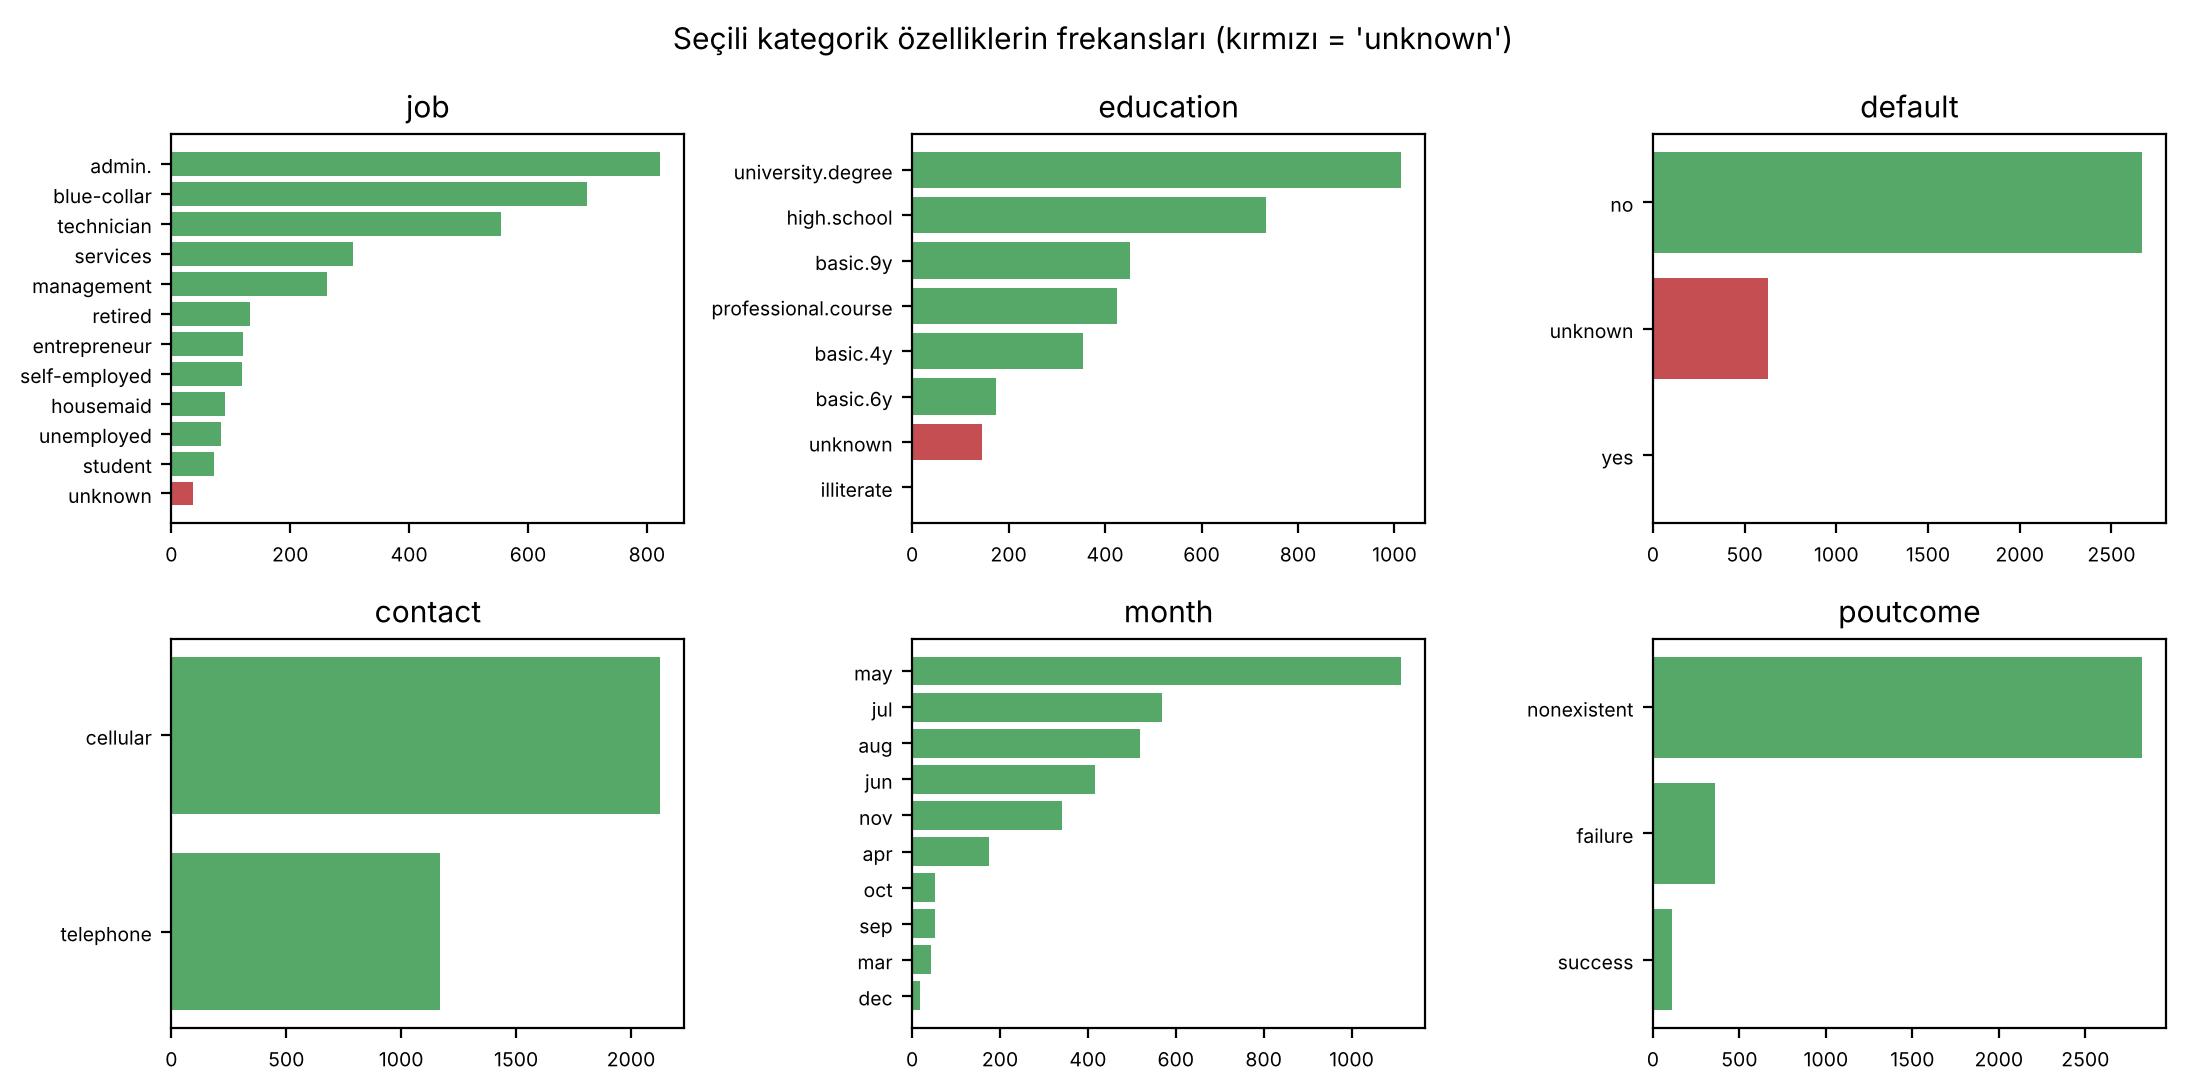 Seçili kategorik özelliklerin frekansları (kırmızı = 'unknown')
job
admin.
blue-collar
technician
services
management
retired
entrepreneur
self-employed
housemaid
unemployed
student
unknown
0 200 400 600 800
education
university.degree
high.school
basic.9y
professional.course
basic.4y
basic.6y
unknown
illiterate
0 200 400 600 800 1000
default
no
unknown
yes
0 500 1000 1500 2000 2500
contact
cellular
telephone
0 500 1000 1500 2000
month
may
jul
aug
jun
nov
apr
oct
sep
mar
dec
0 200 400 600 800 1000
poutcome
nonexistent
failure
success
0 500 1000 1500 2000 2500